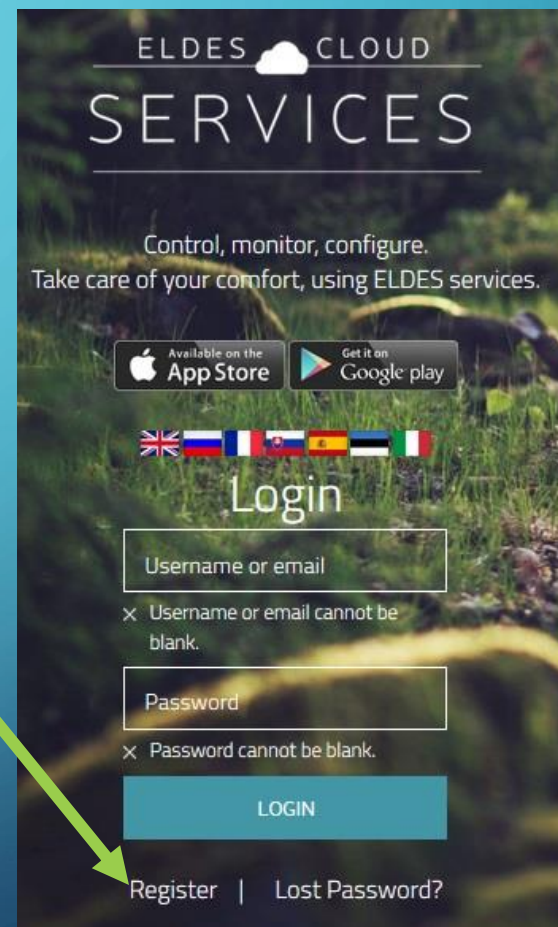 ELDES CLOUD
SERVICES
Control, monitor, configure.
Take care of your comfort, using ELDES services.
Available on the
App Store
Get it on
Google play
Login
Username or email
× Username or email cannot be
blank.
Password
× Password cannot be blank.
LOGIN
Register | Lost Password?